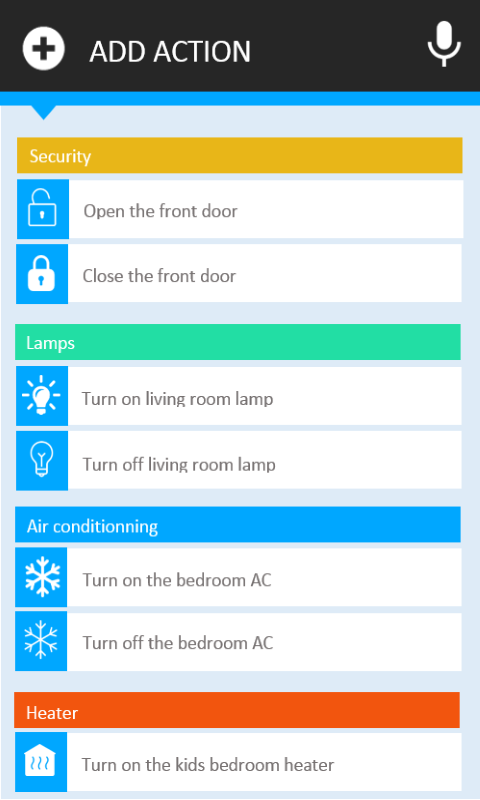 ADD ACTION
Security
Open the front door
Close the front door
Lamps
Turn on living room lamp
Turn off living room lamp
Air conditionning
Turn on the bedroom AC
Turn off the bedroom AC
Heater
Turn on the kids bedroom heater